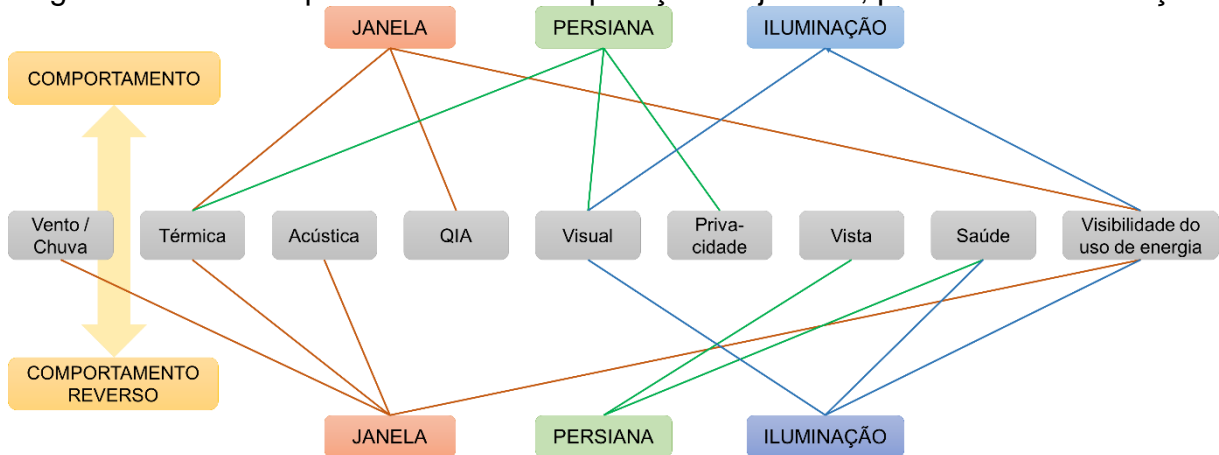 JANELA
PERSIANA
ILUMINAÇÃO
COMPORTAMENTO
Vento /
Chuva
Térmica
Acústica
QIA
Visual
Priva-
cidade
Vista
Saúde
Visibilidade do
uso de energia
COMPORTAMENTO
REVERSO
JANELA
PERSIANA
ILUMINAÇÃO